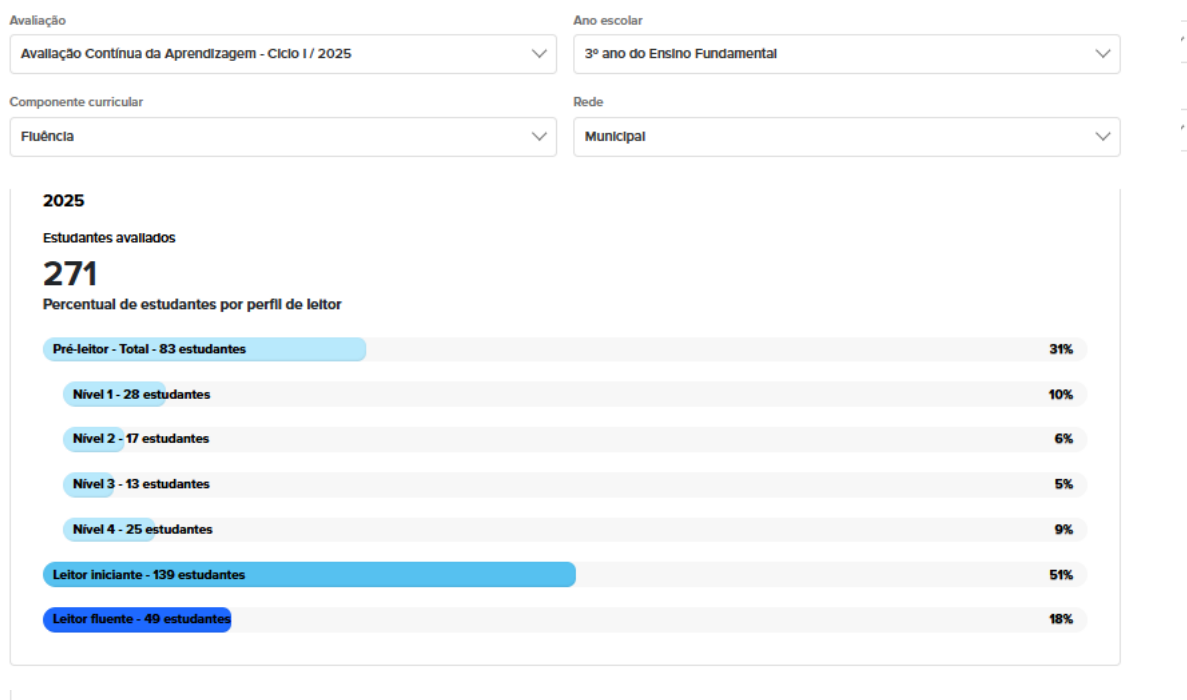 Avaliação
Ano escolar
Avaliação Contínua da Aprendizagem - Ciclo I / 2025
3º ano do Ensino Fundamental
Componente curricular
Rede
Fluência
Municipal
2025
Estudantes avaliados
271
Percentual de estudantes por perfil de leitor
Pré-leitor - Total - 83 estudantes 31%
Nível 1 - 28 estudantes 10%
Nível 2 - 17 estudantes 6%
Nível 3 - 13 estudantes 5%
Nível 4 - 25 estudantes 9%
Leitor iniciante - 139 estudantes 51%
Leitor fluente - 49 estudantes 18%